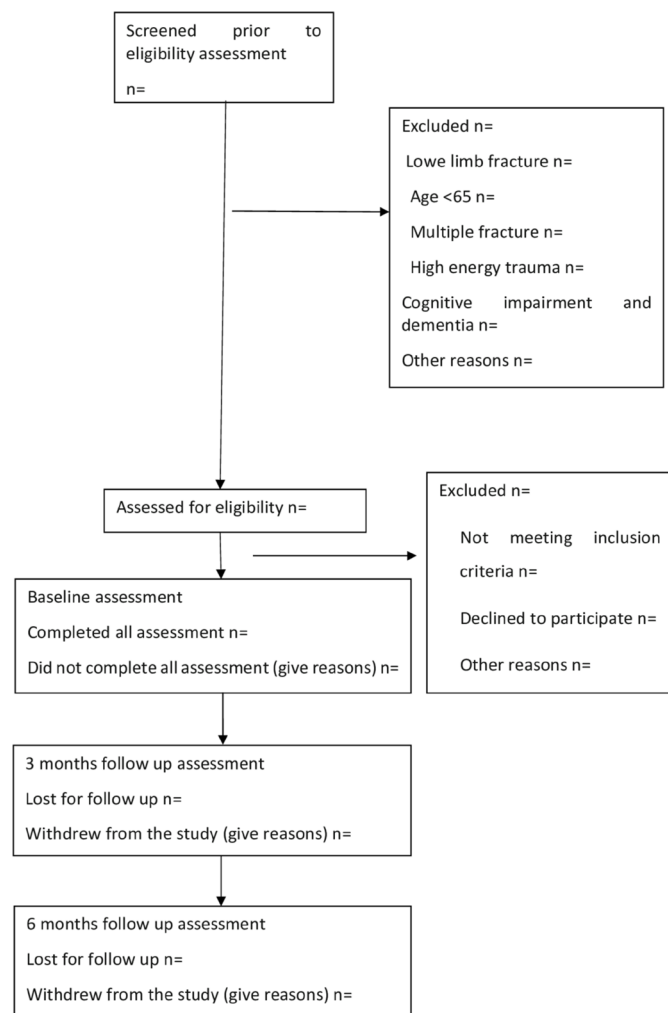 Screened prior to
eligibility assessment
n=
Excluded n=
Lowe limb fracture n=
Age <65 n=
Multiple fracture n=
High energy trauma n=
Cognitive impairment and
dementia n=
Other reasons n=
Assessed for eligibility n=
Excluded n=
Not meeting inclusion
criteria n=
Declined to participate n=
Other reasons n=
Baseline assessment
Completed all assessment n=
Did not complete all assessment (give reasons) n=
3 months follow up assessment
Lost for follow up n=
Withdrew from the study (give reasons) n=
6 months follow up assessment
Lost for follow up n=
Withdrew from the study (give reasons) n=